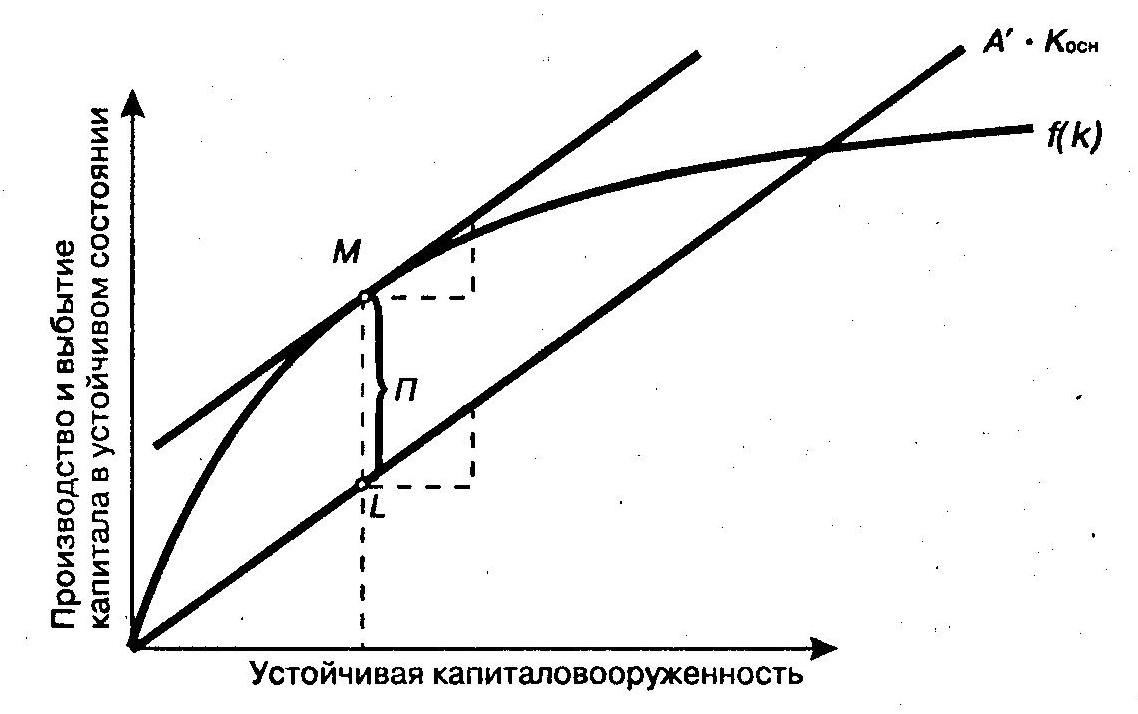 A' · Kосн
f(k)
M
П
L
Производство и выбытие
капитала в устойчивом состоянии
Устойчивая капиталовооруженность